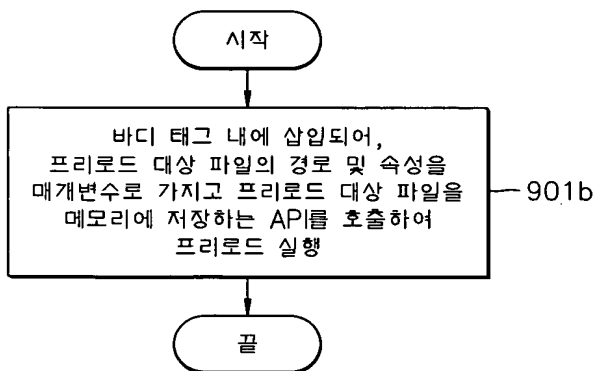 시작
바디 태그 내에 삽입되어,
프리로드 대상 파일의 경로 및 속성을
매개변수로 가지고 프리로드 대상 파일을
메모리에 저장하는 API를 호출하여
프리로드 실행
901b
끝